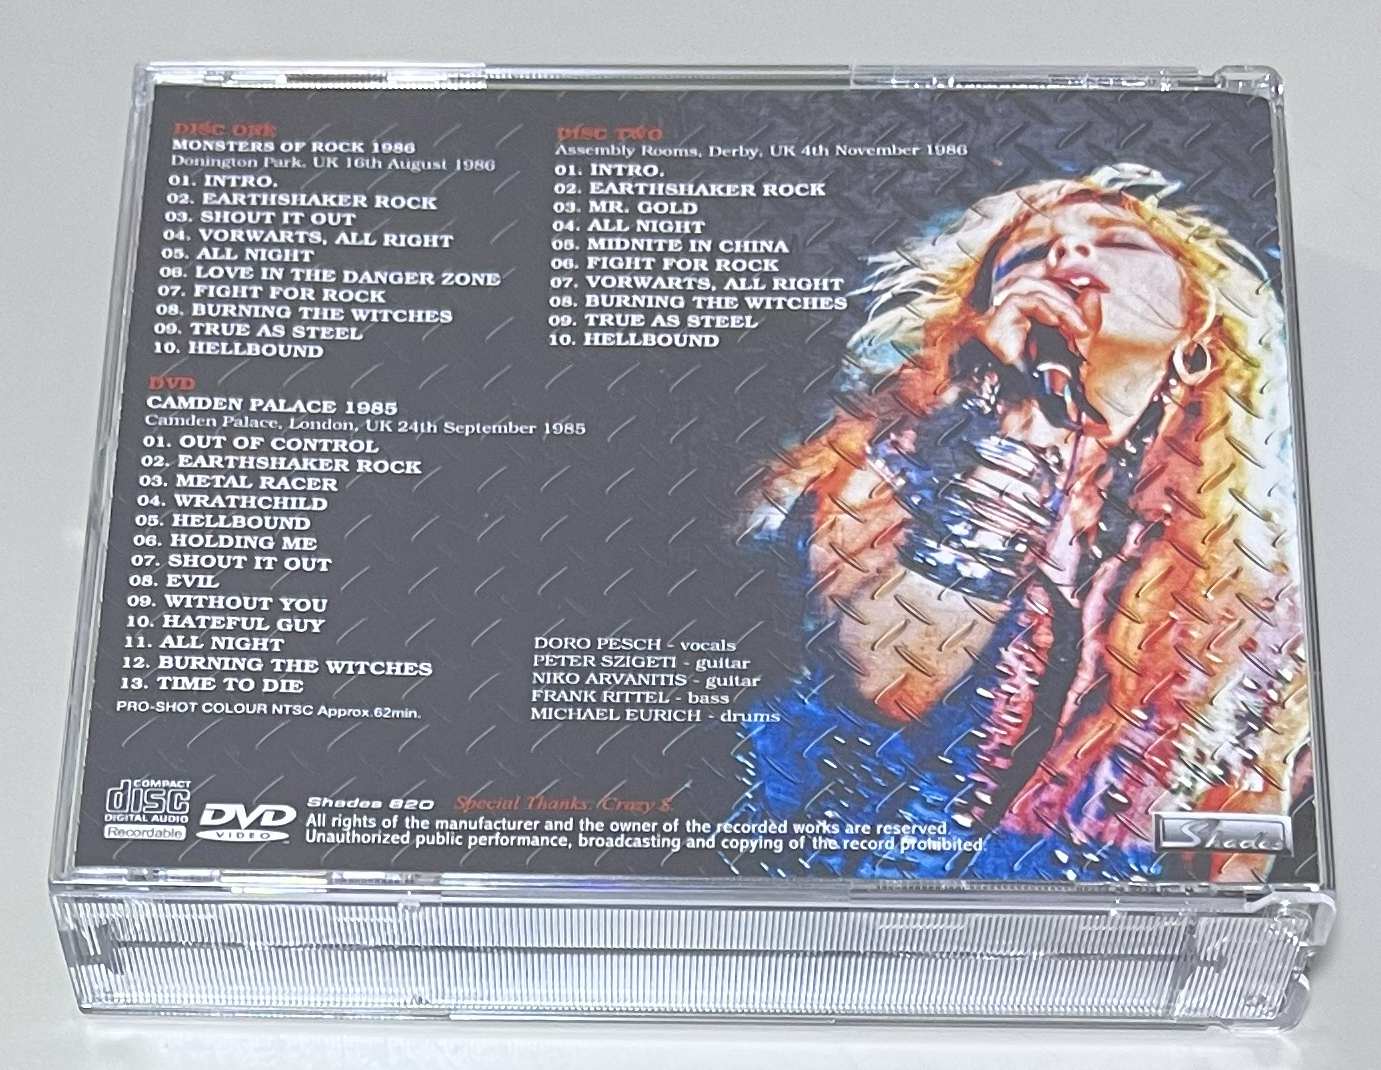 DISC ONE
MONSTERS OF ROCK 1986
Donington Park, UK 16th August 1986
01. INTRO.
02. EARTHSHAKER ROCK
03. SHOUT IT OUT
04. VORWARTS, ALL RIGHT
05. ALL NIGHT
06. LOVE IN THE DANGER ZONE
07. FIGHT FOR ROCK
08. BURNING THE WITCHES
09. TRUE AS STEEL
10. HELLBOUND
DISC TWO
Assembly Rooms, Derby, UK 4th November 1986
01. INTRO.
02. EARTHSHAKER ROCK
03. MR. GOLD
04. ALL NIGHT
05. MIDNITE IN CHINA
06. FIGHT FOR ROCK
07. VORWARTS, ALL RIGHT
08. BURNING THE WITCHES
09. TRUE AS STEEL
10. HELLBOUND
DVD
CAMDEN PALACE 1985
Camden Palace, London, UK 24th September 1985
01. OUT OF CONTROL
02. EARTHSHAKER ROCK
03. METAL RACER
04. WRATHCHILD
05. HELLBOUND
06. HOLDING ME
07. SHOUT IT OUT
08. EVIL
09. WITHOUT YOU
10. HATEFUL GUY
11. ALL NIGHT
12. BURNING THE WITCHES
13. TIME TO DIE
PRO-SHOT COLOUR NTSC Approx.62min.
DORO PESCH - vocals
PETER SZIGETI - guitar
NIKO ARVANITIS - guitar
FRANK RITTEL - bass
MICHAEL EURICH - drums
COMPACT
disc
DIGITAL AUDIO
Recordable
DVD
VIDEO
Shades 820 Special Thanks: Crazy S.
All rights of the manufacturer and the owner of the recorded works are reserved.
Unauthorized public performance, broadcasting and copying of the record prohibited.
Shades